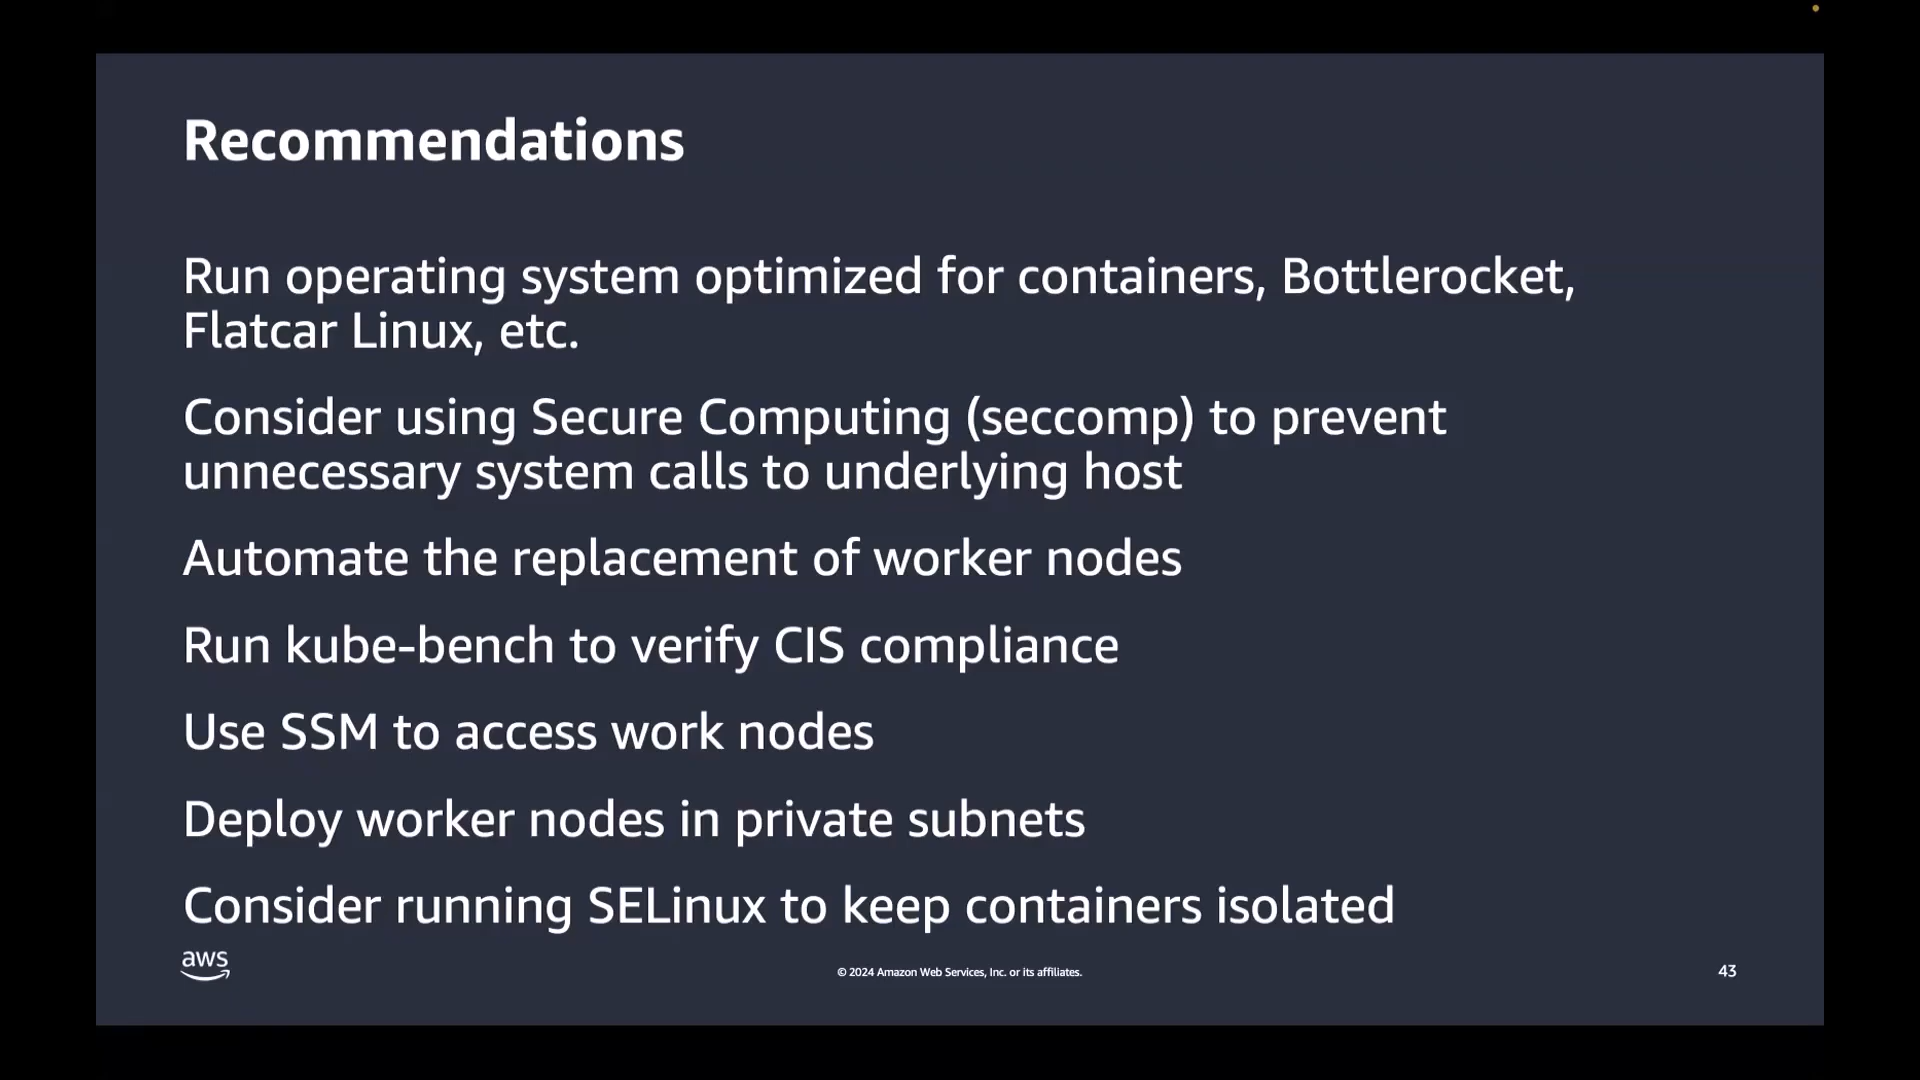 Recommendations
Run operating system optimized for containers, Bottlerocket,
Flatcar Linux, etc.
Consider using Secure Computing (seccomp) to prevent
unnecessary system calls to underlying host
Automate the replacement of worker nodes
Run kube-bench to verify CIS compliance
Use SSM to access work nodes
Deploy worker nodes in private subnets
Consider running SELinux to keep containers isolated
aws
© 2024 Amazon Web Services, Inc. or its affiliates.
43